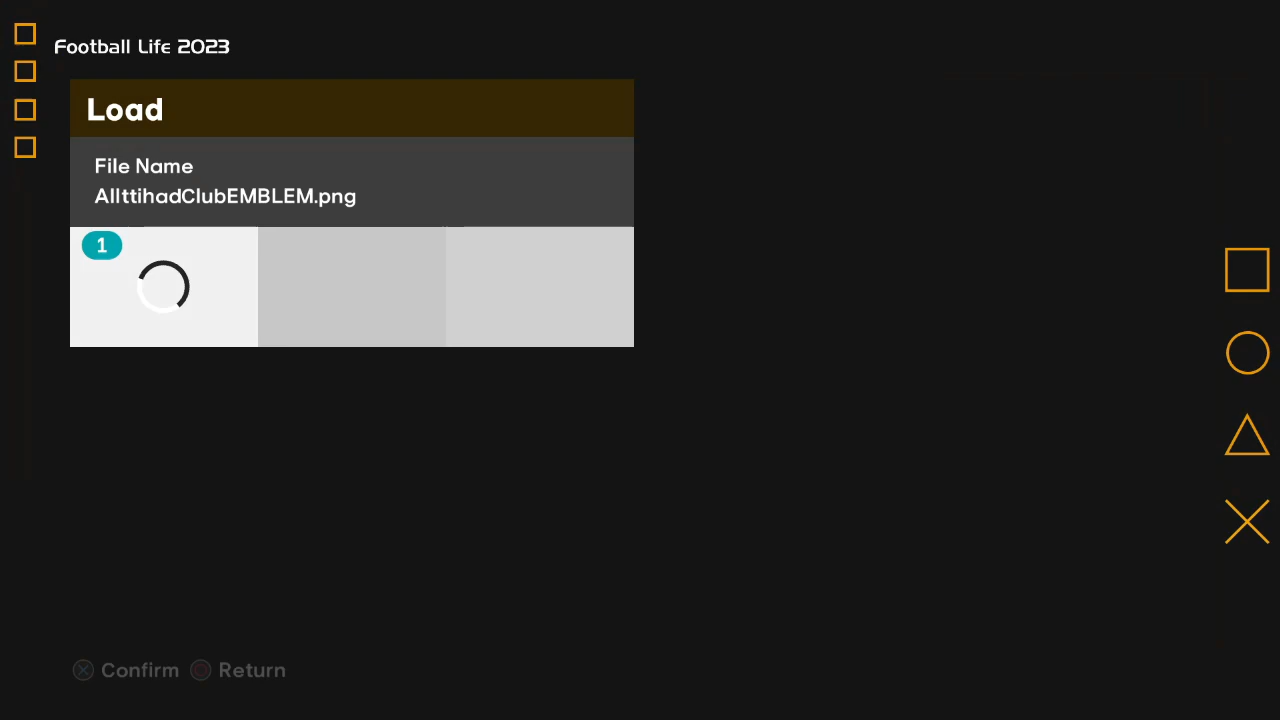 Football Life 2023
Load
File Name
AlIttihadClubEMBLEM.png
1
Confirm
Return